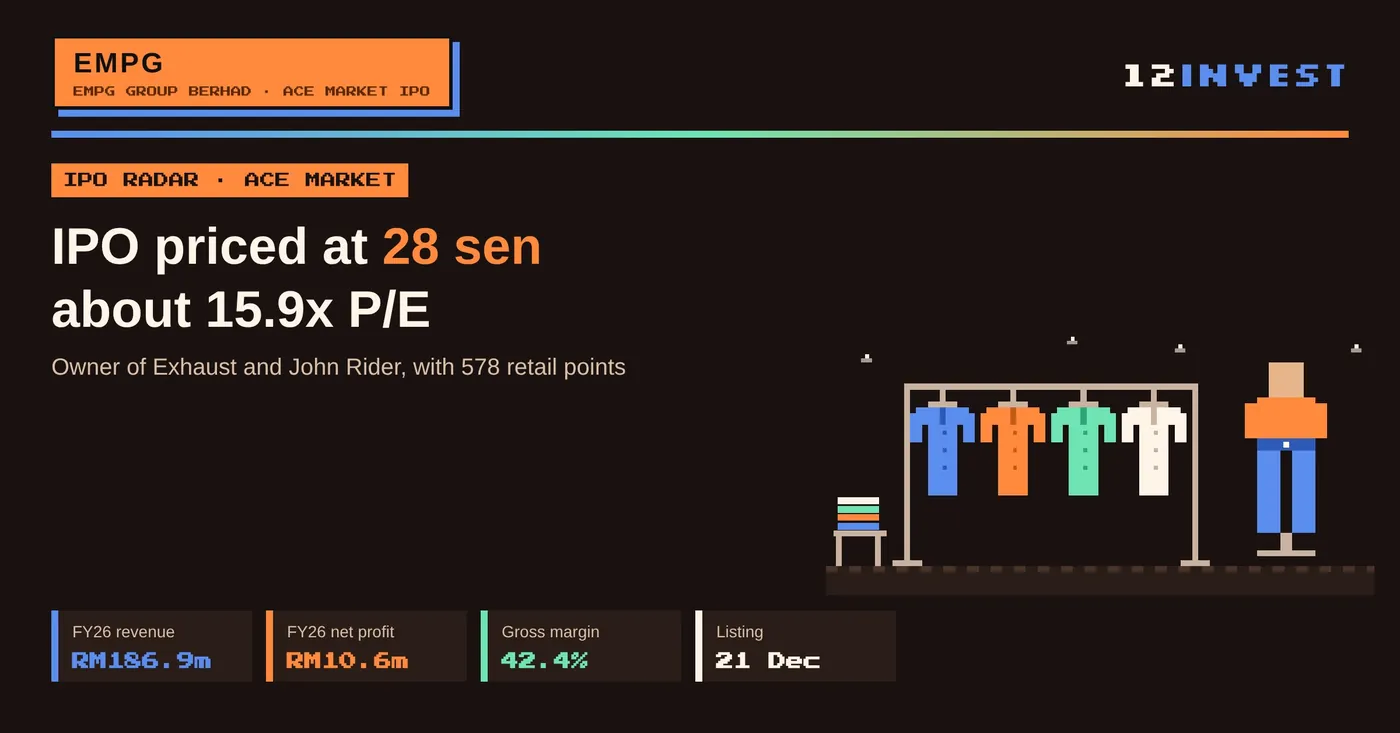 EMPG
EMPG GROUP BERHAD · ACE MARKET IPO
12INVEST
IPO RADAR · ACE MARKET
IPO priced at 28 sen
about 15.9x P/E
Owner of Exhaust and John Rider, with 578 retail points
FY26 revenue
RM186.9m
FY26 net profit
RM10.6m
Gross margin
42.4%
Listing
21 Dec